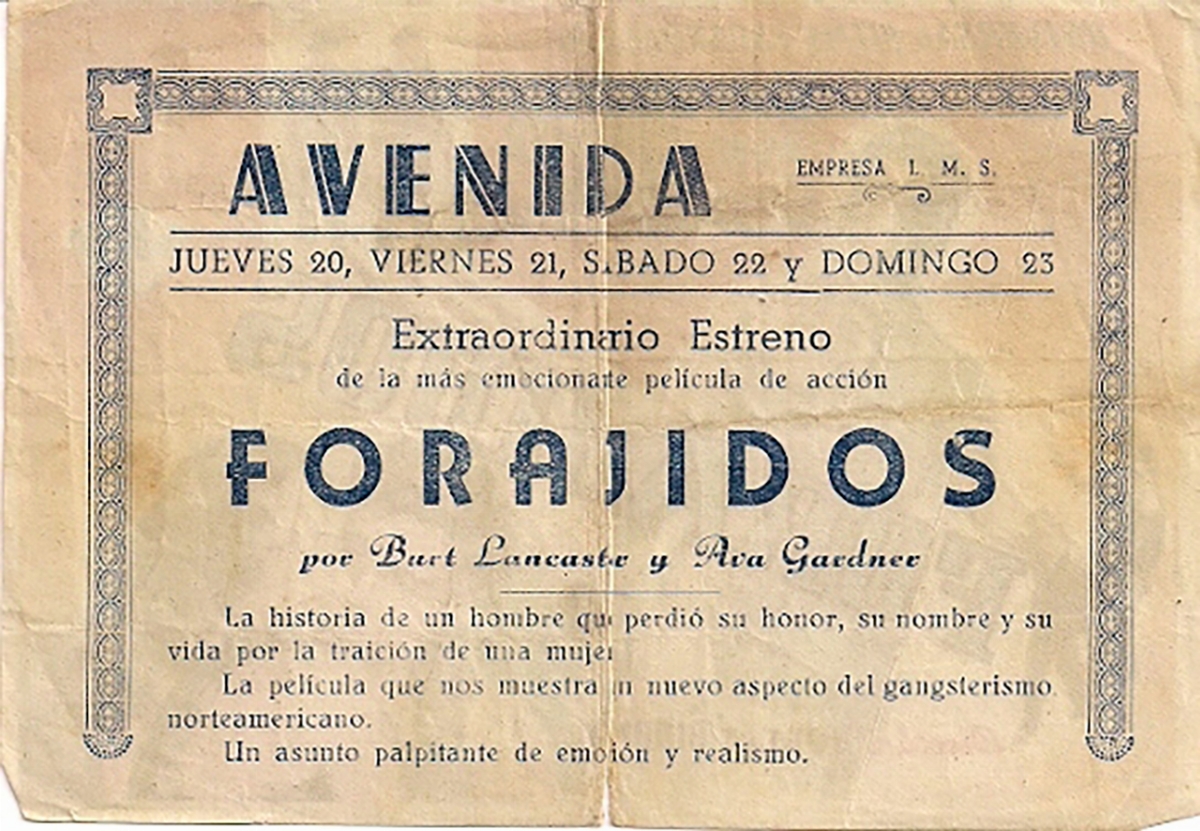 AVENIDA
EMPRESA I. M. S.
JUEVES 20, VIERNES 21, SÁBADO 22 y DOMINGO 23
Extraordinario Estreno
de la más emocionante película de acción
FORAJIDOS
por Burt Lancaster y Ava Gardner
La historia de un hombre que perdió su honor, su nombre y su
vida por la traición de una mujer
La película que nos muestra un nuevo aspecto del gangsterismo
norteamericano.
Un asunto palpitante de emoción y realismo.